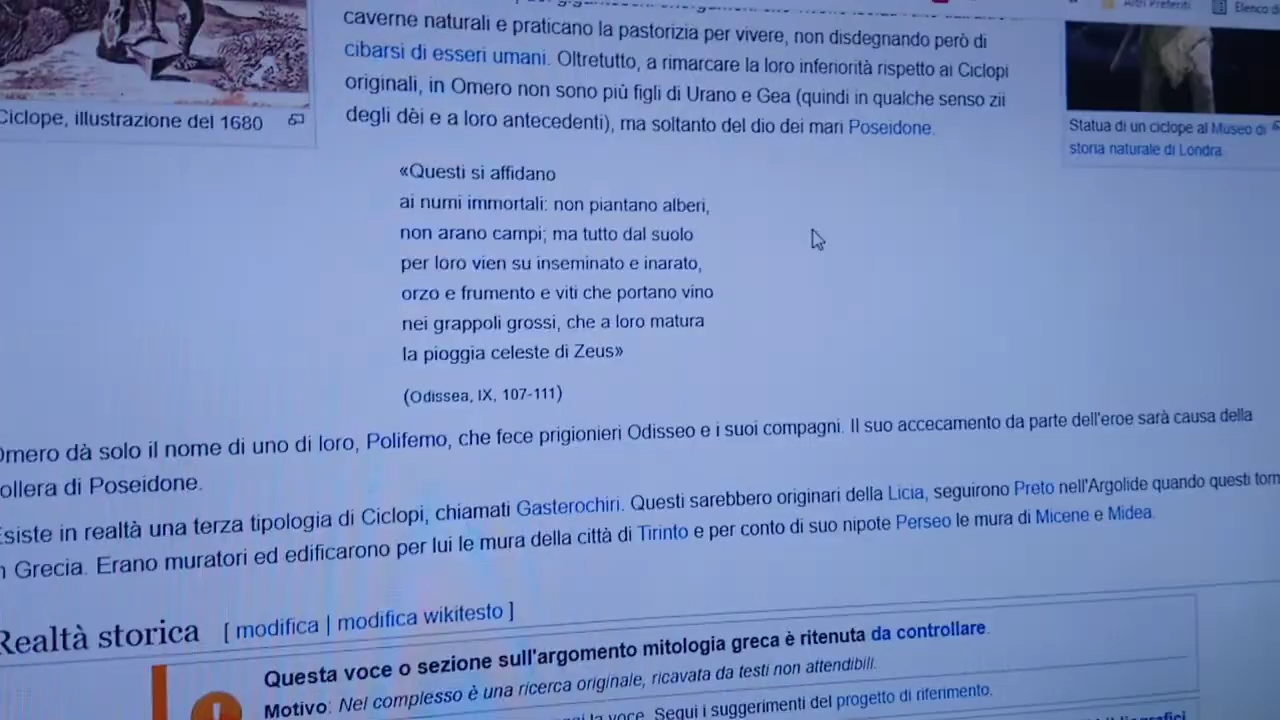 Altri Preferiti
caverne naturali e praticano la pastorizia per vivere, non disdegnando però di
cibarsi di esseri umani. Oltretutto, a rimarcare la loro inferiorità rispetto ai Ciclopi
originali, in Omero non sono più figli di Urano e Gea (quindi in qualche senso zii
degli dèi e a loro antecedenti), ma soltanto del dio dei mari Poseidone.
Ciclope, illustrazione del 1680
Statua di un ciclope al Museo di
storia naturale di Londra
«Questi si affidano
ai numi immortali: non piantano alberi,
non arano campi; ma tutto dal suolo
per loro vien su inseminato e inarato,
orzo e frumento e viti che portano vino
nei grappoli grossi, che a loro matura
la pioggia celeste di Zeus»
(Odissea, IX, 107-111)
Omero dà solo il nome di uno di loro, Polifemo, che fece prigionieri Odisseo e i suoi compagni. Il suo accecamento da parte dell'eroe sarà causa della
ollera di Poseidone.
Esiste in realtà una terza tipologia di Ciclopi, chiamati Gasterochiri. Questi sarebbero originari della Licia, seguirono Preto nell'Argolide quando questi torn
n Grecia. Erano muratori ed edificarono per lui le mura della città di Tirinto e per conto di suo nipote Perseo le mura di Micene e Midea.
Realtà storica [ modifica | modifica wikitesto ]
Questa voce o sezione sull'argomento mitologia greca è ritenuta da controllare.
Motivo: Nel complesso è una ricerca originale, ricavata da testi non attendibili.
la voce. Segui i suggerimenti del progetto di riferimento.